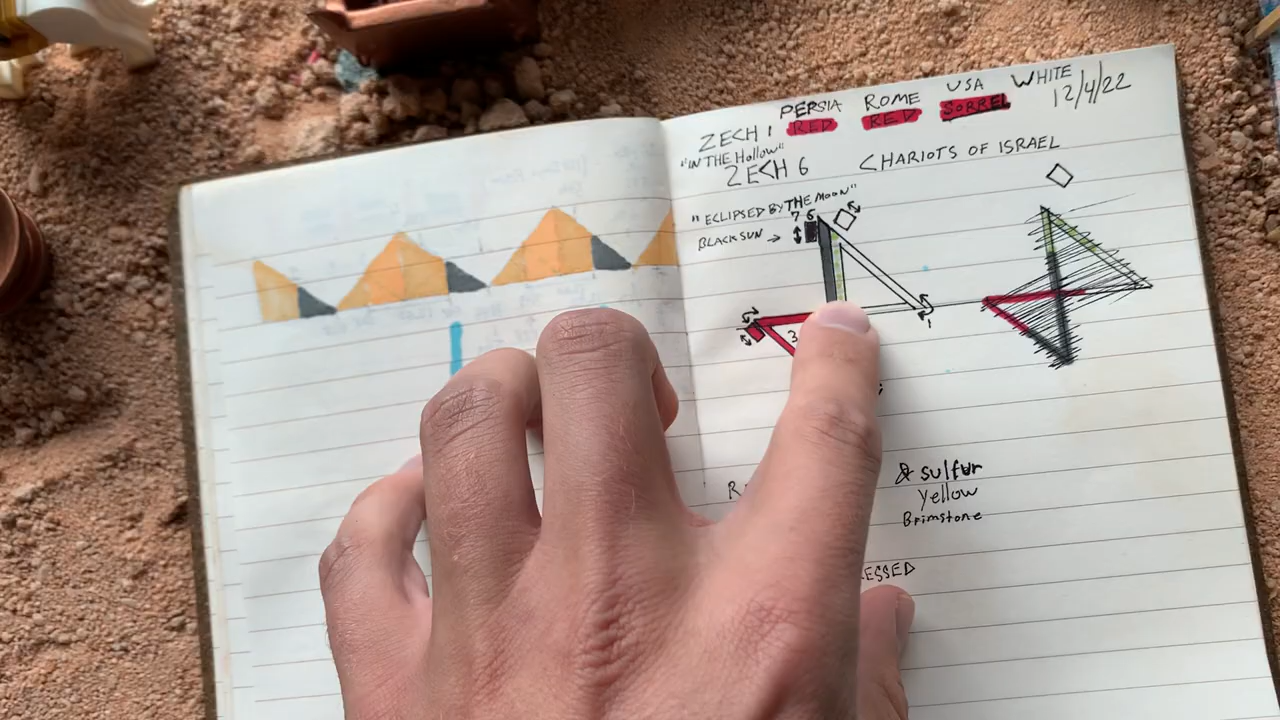 PERSIA ROME USA WHITE 12/4/22
ZECH 1 RED RED SORREL
"IN THE HOLLOW"
ZECH 6 CHARIOTS OF ISRAEL
"ECLIPSED BY THE MOON"
7 6
BLACK SUN →
3
1
& sulfur
Yellow
Brimstone